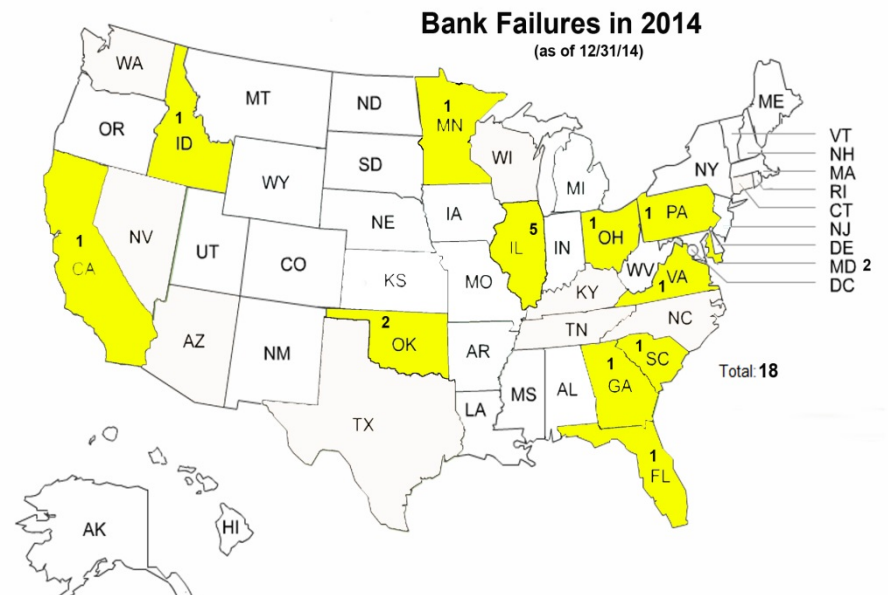 Bank Failures in 2014
(as of 12/31/14)
WA
MT
ND
1
MN
ME
OR
1
ID
SD
WI
MI
NY
VT
NH
MA
RI
CT
NJ
DE
MD 2
DC
WY
1
CA
NV
UT
CO
NE
IA
5
IL
IN
1
OH
1
PA
KS
MO
WV
1
VA
KY
AZ
NM
2
OK
AR
TN
NC
1
SC
Total: 18
TX
LA
MS
AL
1
GA
1
FL
AK
HI